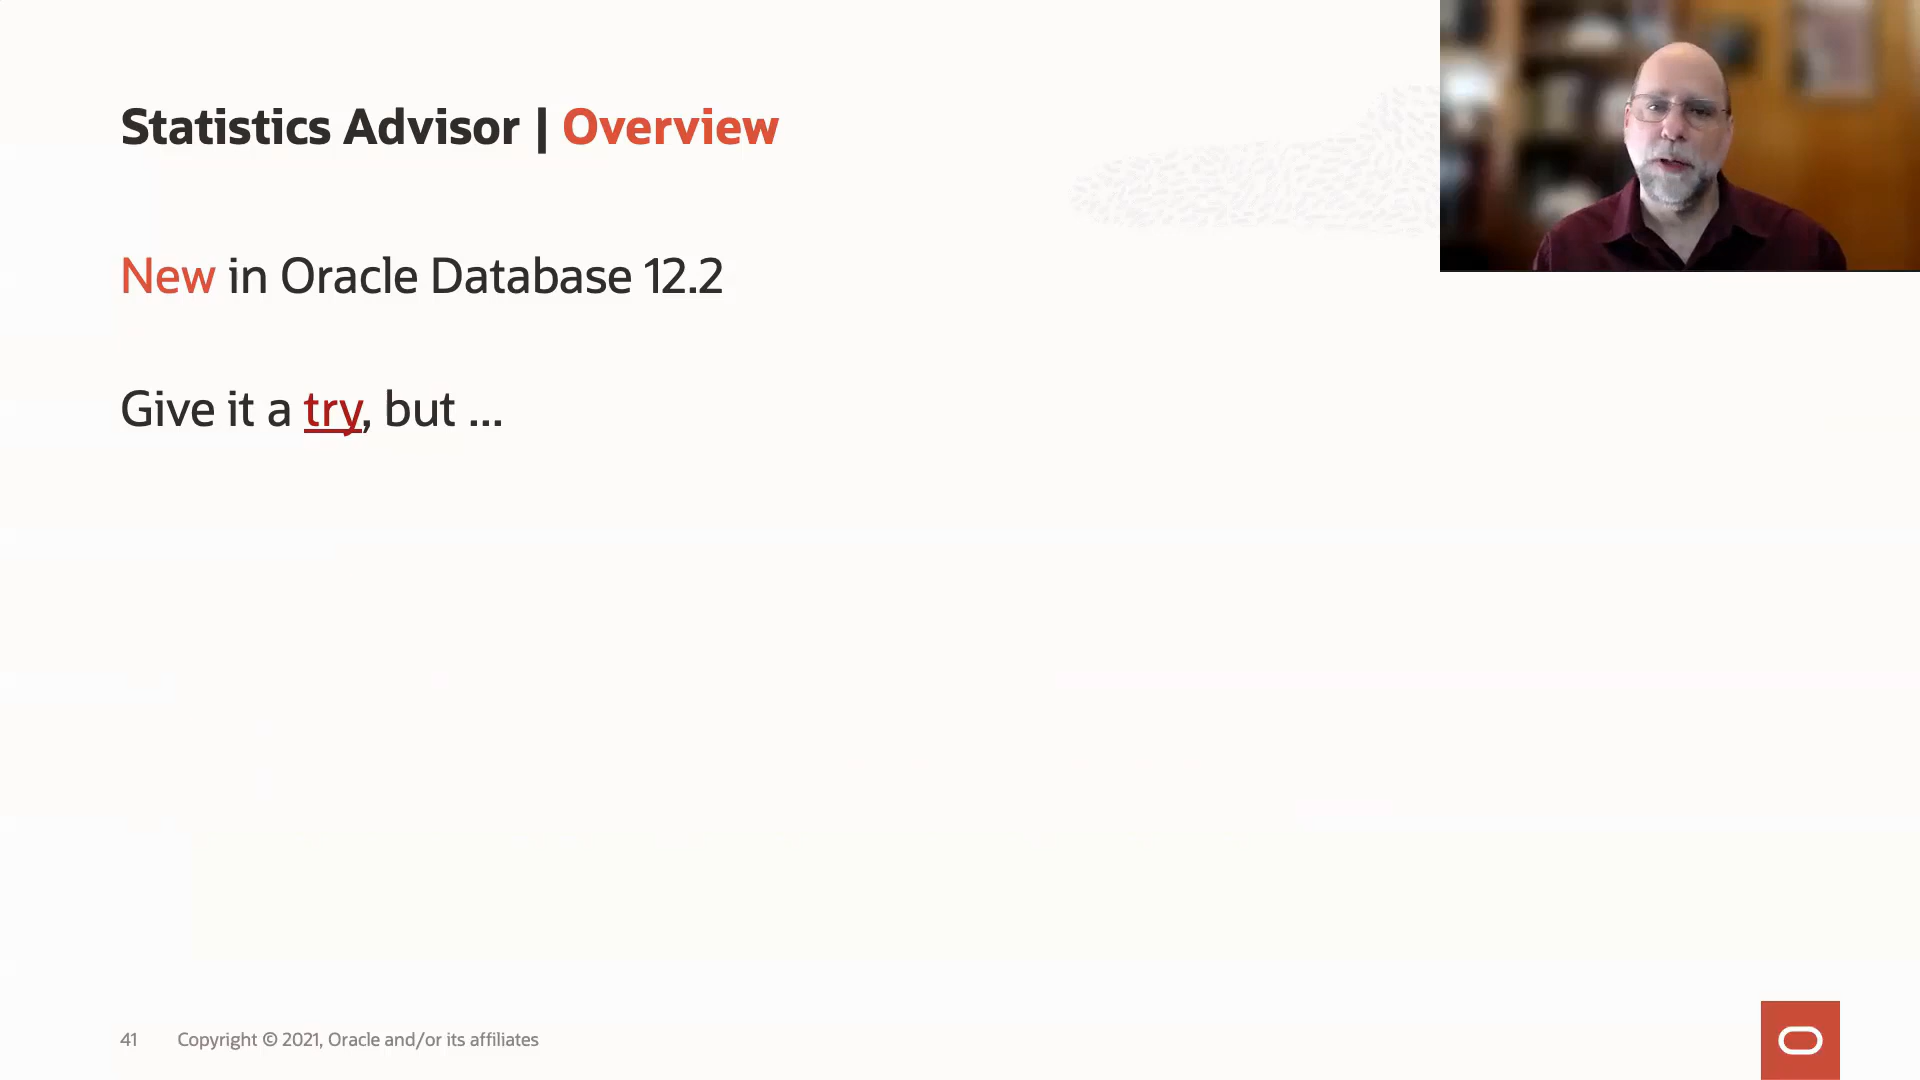 Statistics Advisor | Overview
New in Oracle Database 12.2
Give it a try, but ...
41 Copyright © 2021, Oracle and/or its affiliates